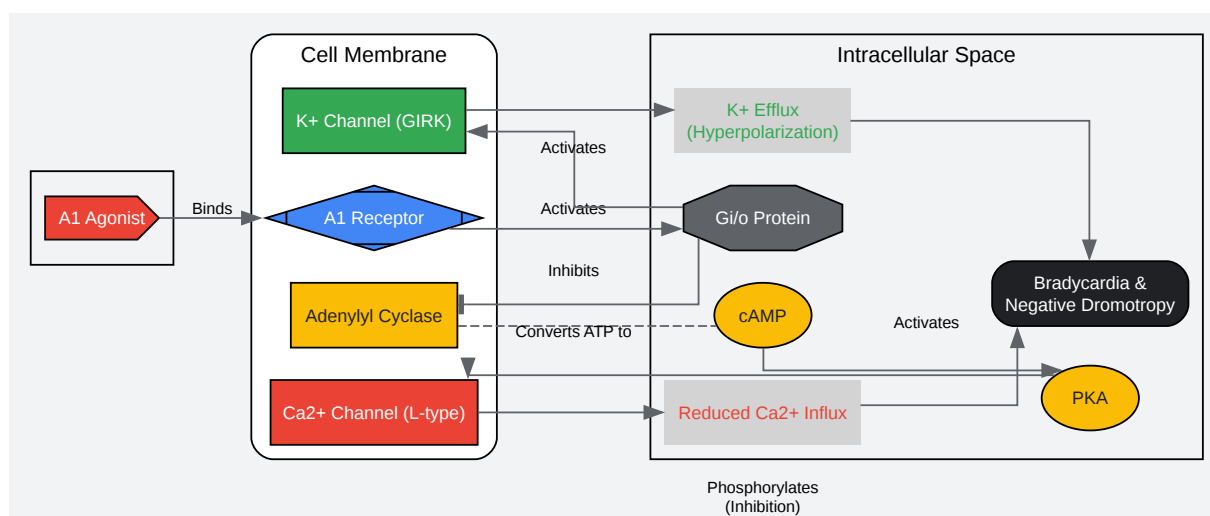 Cell Membrane
Intracellular Space
K+ Channel (GIRK)
K+ Efflux
(Hyperpolarization)
Activates
A1 Agonist
Binds
A1 Receptor
Activates
Gi/o Protein
Inhibits
Bradycardia &
Negative Dromotropy
Adenylyl Cyclase
Converts ATP to
cAMP
Activates
Ca2+ Channel (L-type)
Reduced Ca2+ Influx
PKA
Phosphorylates
(Inhibition)